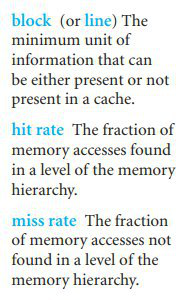 block (or line) The
minimum unit of
information that can
be either present or not
present in a cache.
hit rate The fraction of
memory accesses found
in a level of the memory
hierarchy.
miss rate The fraction
of memory accesses not
found in a level of the
memory hierarchy.